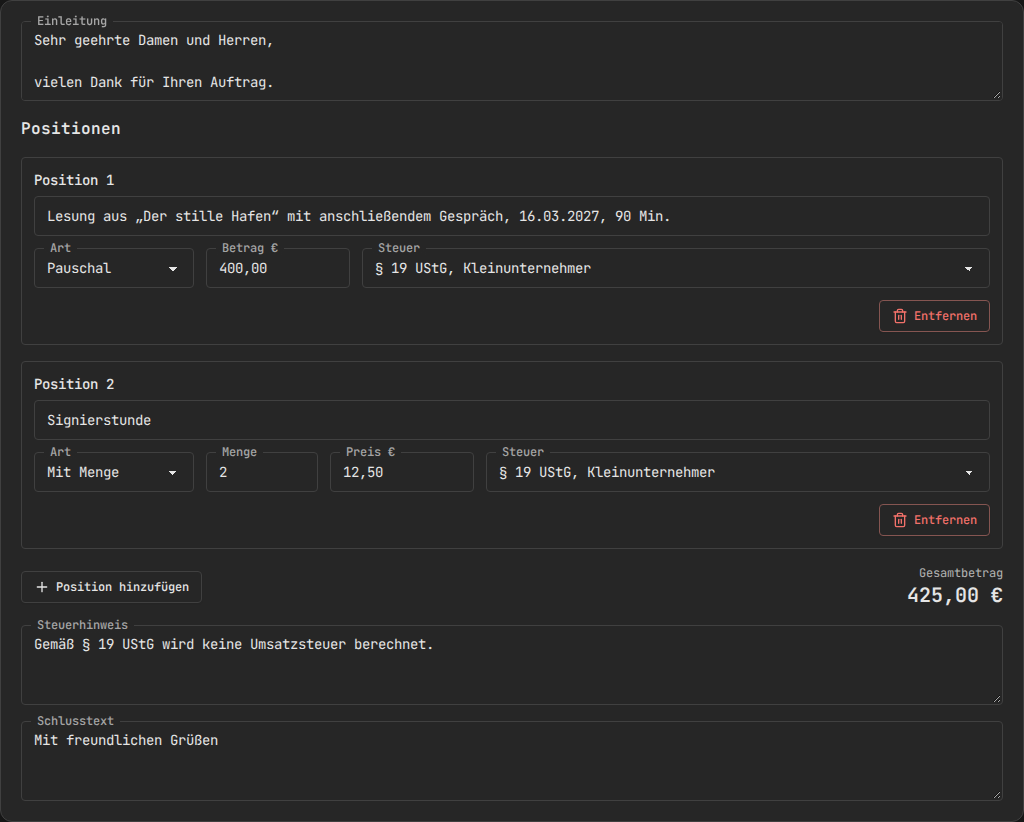 Einleitung
Sehr geehrte Damen und Herren,
vielen Dank für Ihren Auftrag.
Positionen
Position 1
Lesung aus „Der stille Hafen“ mit anschließendem Gespräch, 16.03.2027, 90 Min.
Art Betrag € Steuer
Pauschal 400,00 § 19 UStG, Kleinunternehmer
Entfernen
Position 2
Signierstunde
Art Menge Preis € Steuer
Mit Menge 2 12,50 § 19 UStG, Kleinunternehmer
Entfernen
Position hinzufügen
Gesamtbetrag
425,00 €
Steuerhinweis
Gemäß § 19 UStG wird keine Umsatzsteuer berechnet.
Schlusstext
Mit freundlichen Grüßen